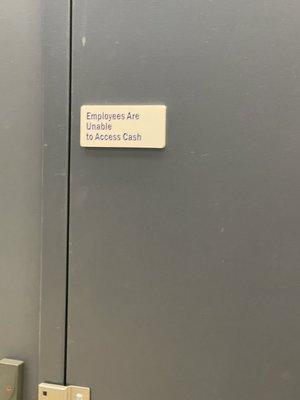 Employees Are
Unable
to Access Cash